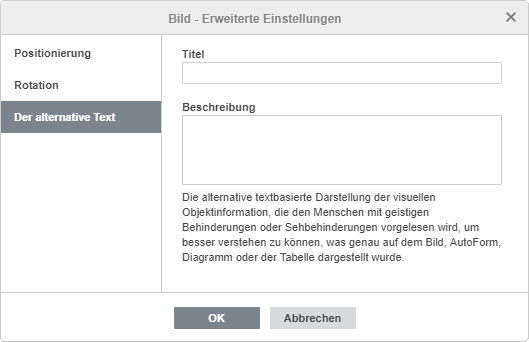 Bild - Erweiterte Einstellungen
Positionierung
Rotation
Der alternative Text
Titel
Beschreibung
Die alternative textbasierte Darstellung der visuellen
Objektinformation, die den Menschen mit geistigen
Behinderungen oder Sehbehinderungen vorgelesen wird, um
besser verstehen zu können, was genau auf dem Bild, AutoForm,
Diagramm oder der Tabelle dargestellt wurde.
OK
Abbrechen